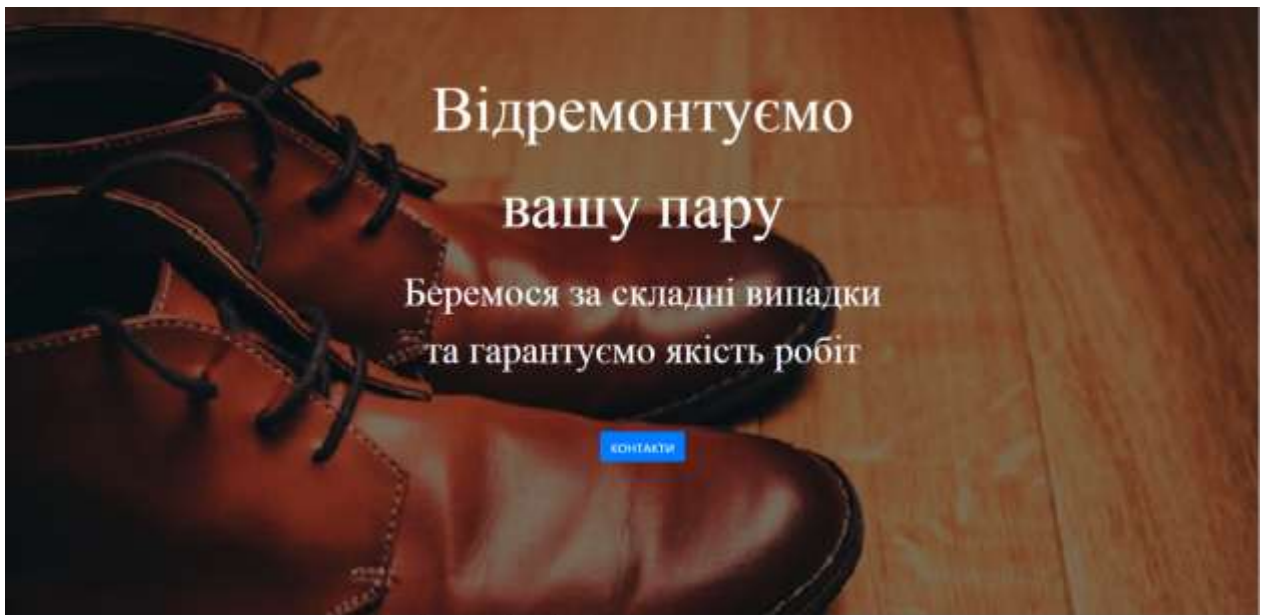 Відремонтуємо
вашу пару
Беремося за складні випадки
та гарантуємо якість робіт
КОНТАКТИ